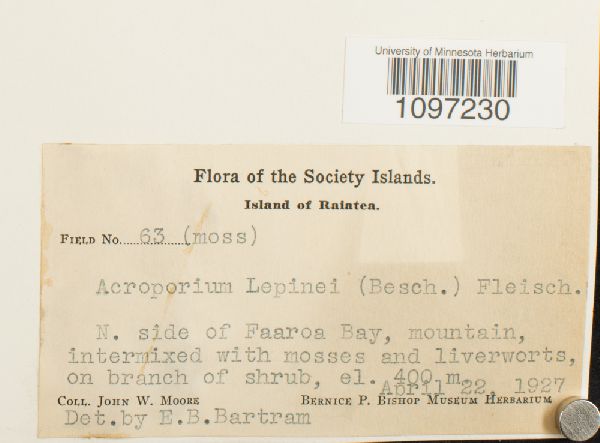 University of Minnesota Herbarium
1097230
Flora of the Society Islands.
Island of Raiatea.
FIELD No. 63 (moss)
Acroporium Lepinei (Besch.) Fleisch.
N. side of Faaroa Bay, mountain,
intermixed with mosses and liverworts,
on branch of shrub, el. 400 m.
April 22, 1927
COLL. JOHN W. MOORE BERNICE P. BISHOP MUSEUM HERBARIUM
Det.by E.B.Bartram